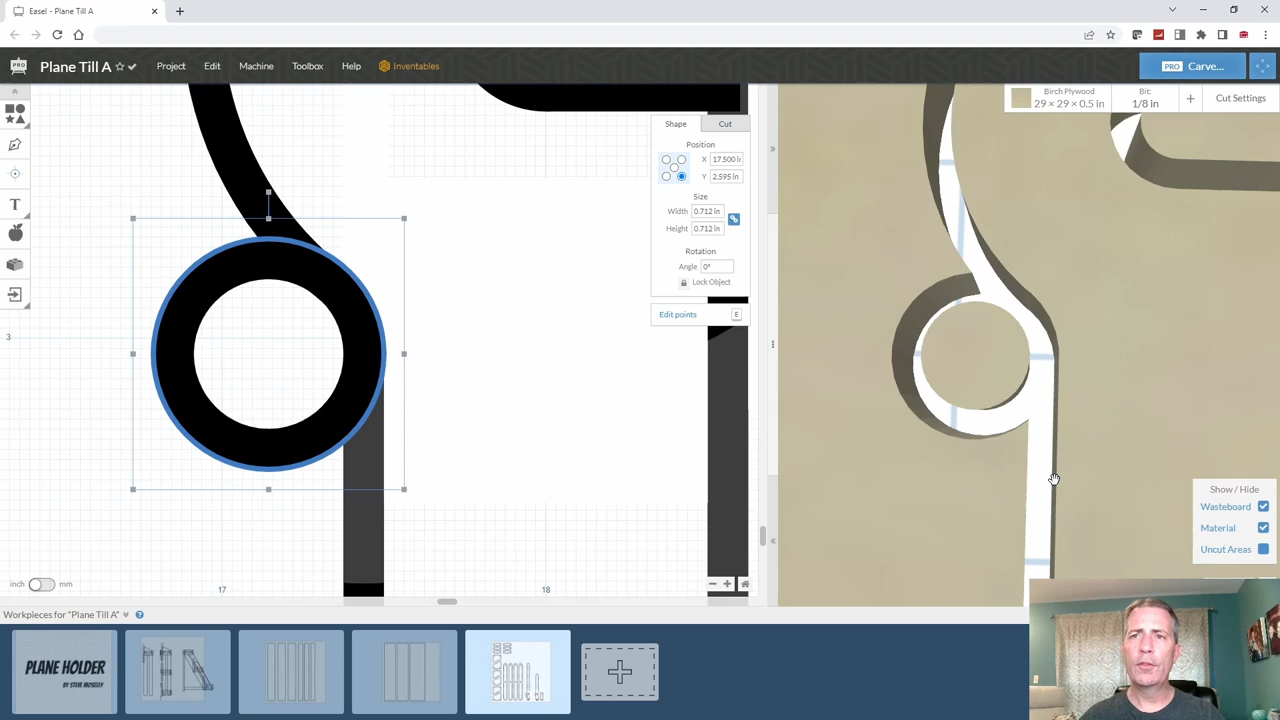 Easel - Plane Till A
PRO
Plane Till A
Project
Edit
Machine
Toolbox
Help
Inventables
PRO Carve...
Birch Plywood
29 × 29 × 0.5 in
Bit:
1/8 in
Cut Settings
Shape
Cut
Position
X 17.500 i
Y 2.595 in
Size
Width 0.712 in
Height 0.712 in
Rotation
Angle 0°
Lock Object
Edit points E
T
3
17
18
inch mm
Show / Hide
Wasteboard
Material
Uncut Areas
Workpieces for "Plane Till A"
PLANE HOLDER
BY STEVE MOSELEY